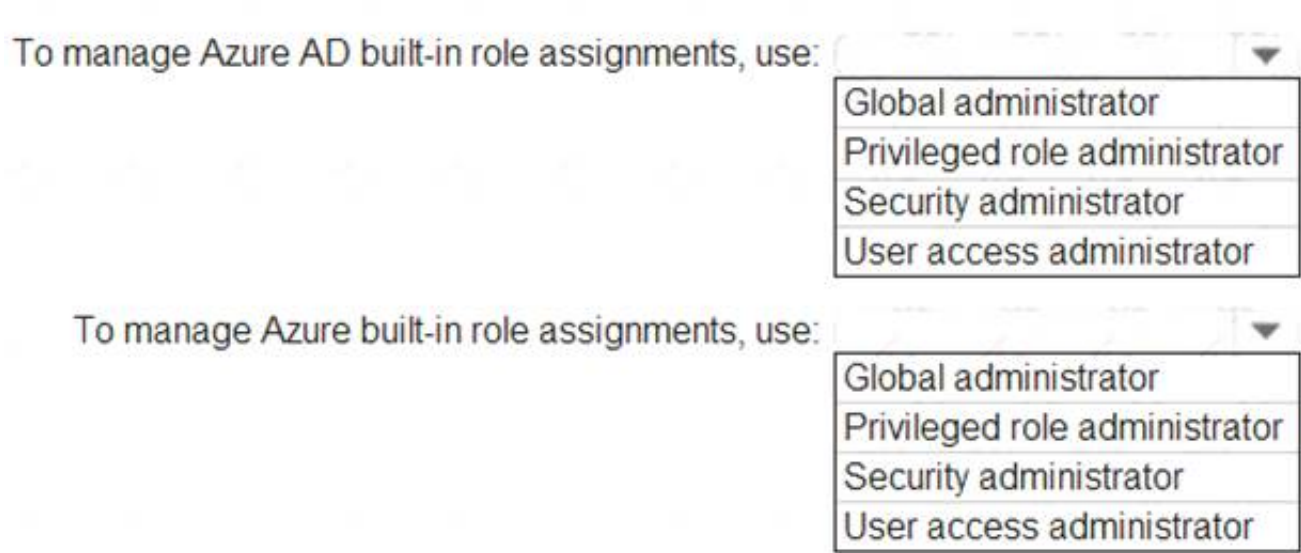 To manage Azure AD built-in role assignments, use:
Global administrator
Privileged role administrator
Security administrator
User access administrator
To manage Azure built-in role assignments, use:
Global administrator
Privileged role administrator
Security administrator
User access administrator